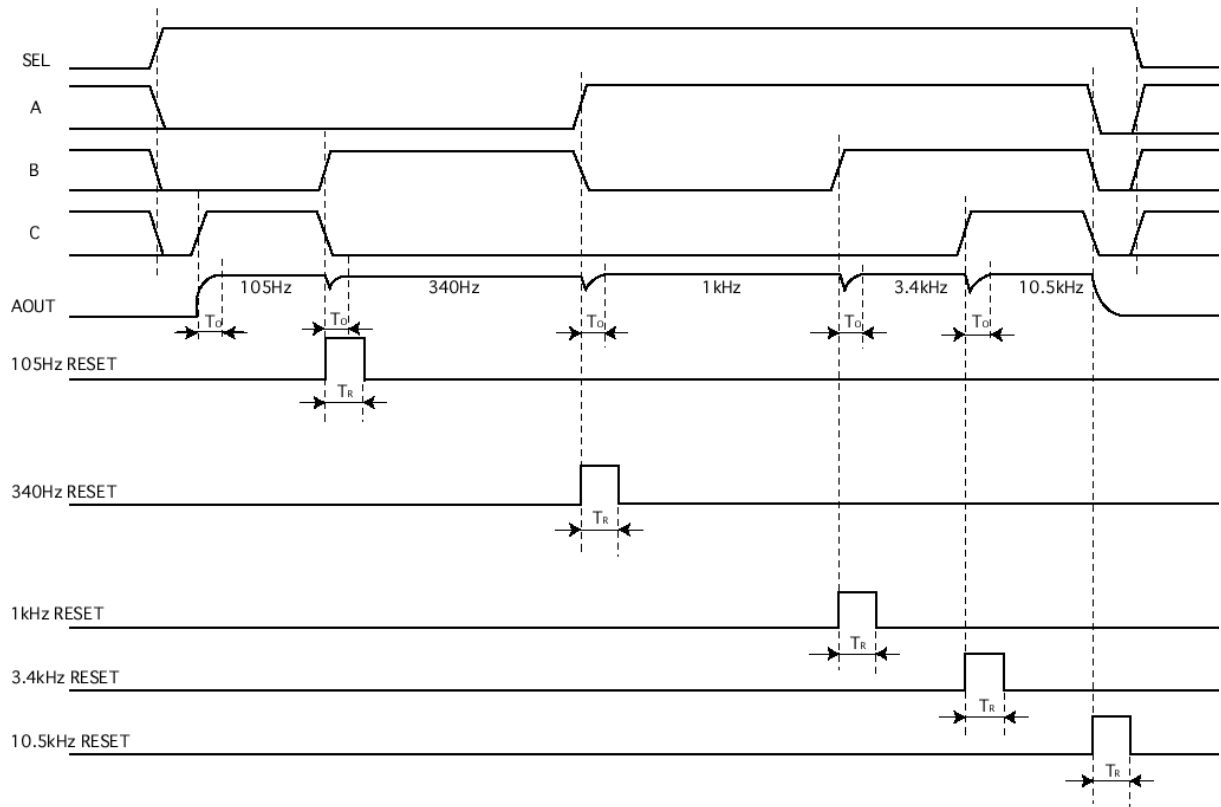 SEL
A
B
C
AOUT
105Hz
340Hz
1kHz
3.4kHz
10.5kHz
To
To
To
To
To
105Hz RESET
TR
340Hz RESET
TR
1kHz RESET
TR
3.4kHz RESET
TR
10.5kHz RESET
TR